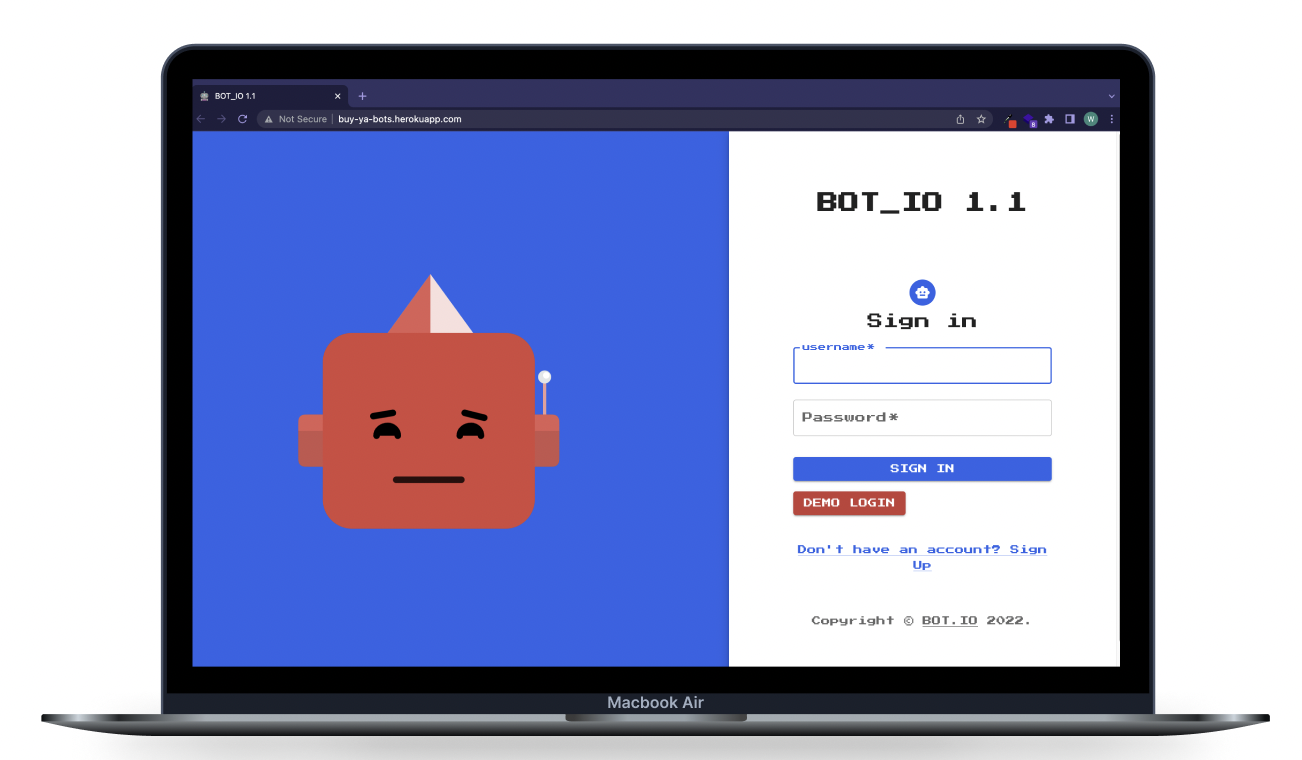 BOT_IO 1.1
Not Secure | buy-ya-bots.herokuapp.com
6
W
BOT_IO 1.1
Sign in
username*
Password*
SIGN IN
DEMO LOGIN
Don't have an account? Sign
Up
Copyright © BOT.IO 2022.
Macbook Air